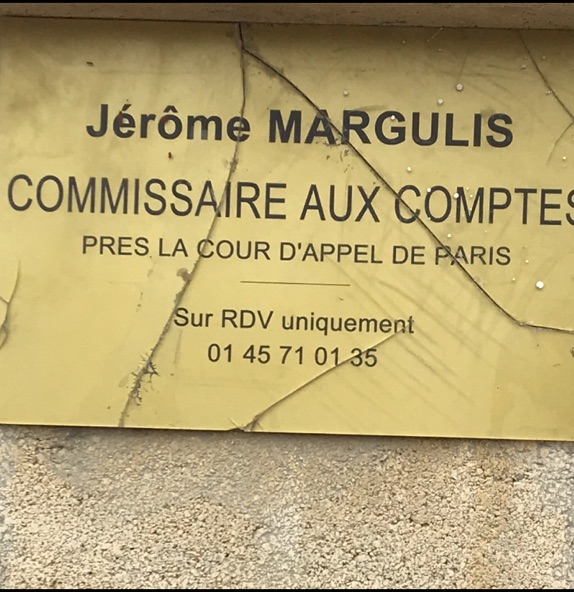 Jérôme MARGULIS
COMMISSAIRE AUX COMPTES
PRES LA COUR D'APPEL DE PARIS
Sur RDV uniquement
01 45 71 01 35